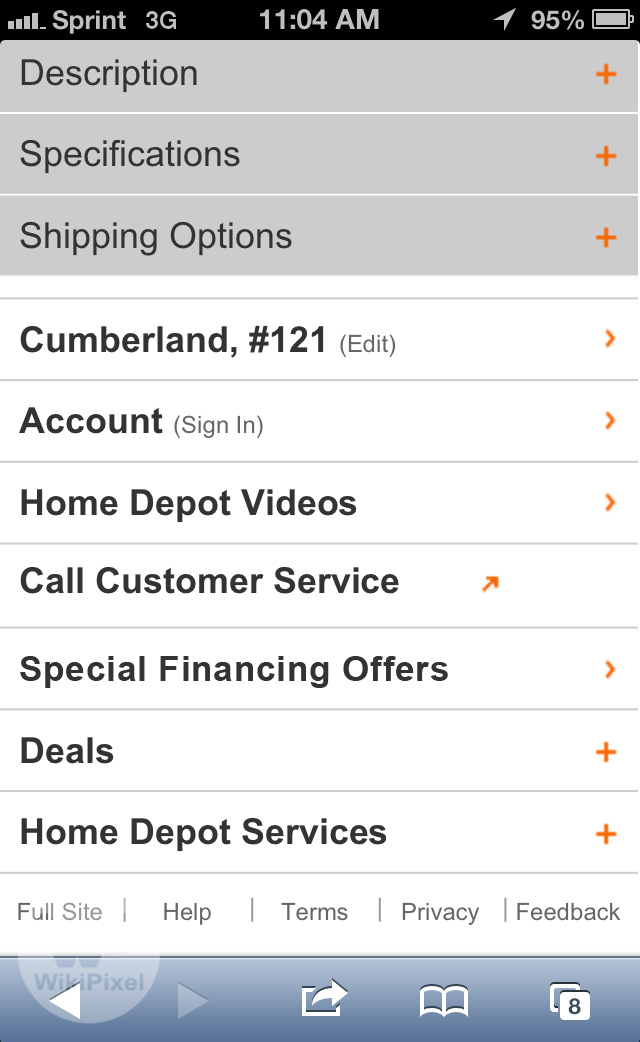 Sprint 3G 11:04 AM 95%
Description +
Specifications +
Shipping Options +
Cumberland, #121 (Edit)
Account (Sign In)
Home Depot Videos
Call Customer Service
Special Financing Offers
Deals +
Home Depot Services +
Full Site | Help | Terms | Privacy | Feedback
WikiPixel
8